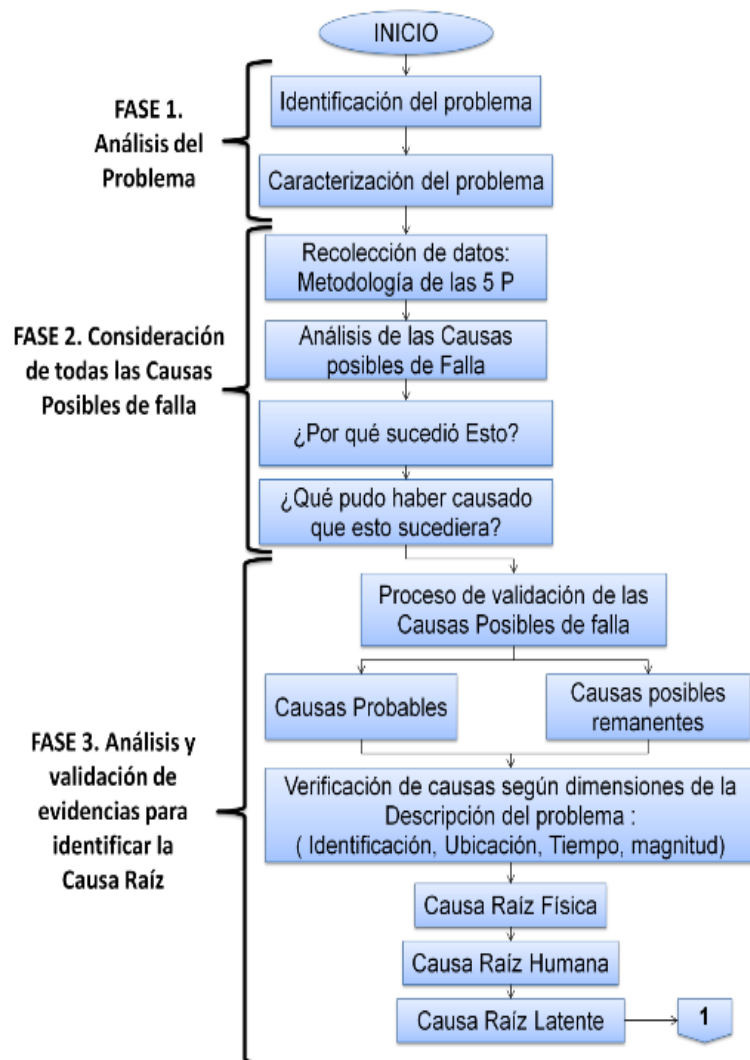 INICIO
FASE 1.
Análisis del
Problema
Identificación del problema
Caracterización del problema
FASE 2. Consideración
de todas las Causas
Posibles de falla
Recolección de datos:
Metodología de las 5 P
Análisis de las Causas
posibles de Falla
¿Por qué sucedió Esto?
¿Qué pudo haber causado
que esto sucediera?
FASE 3. Análisis y
validación de
evidencias para
identificar la
Causa Raíz
Proceso de validación de las
Causas Posibles de falla
Causas Probables
Causas posibles
remanentes
Verificación de causas según dimensiones de la
Descripción del problema :
( Identificación, Ubicación, Tiempo, magnitud)
Causa Raíz Física
Causa Raíz Humana
Causa Raíz Latente
1